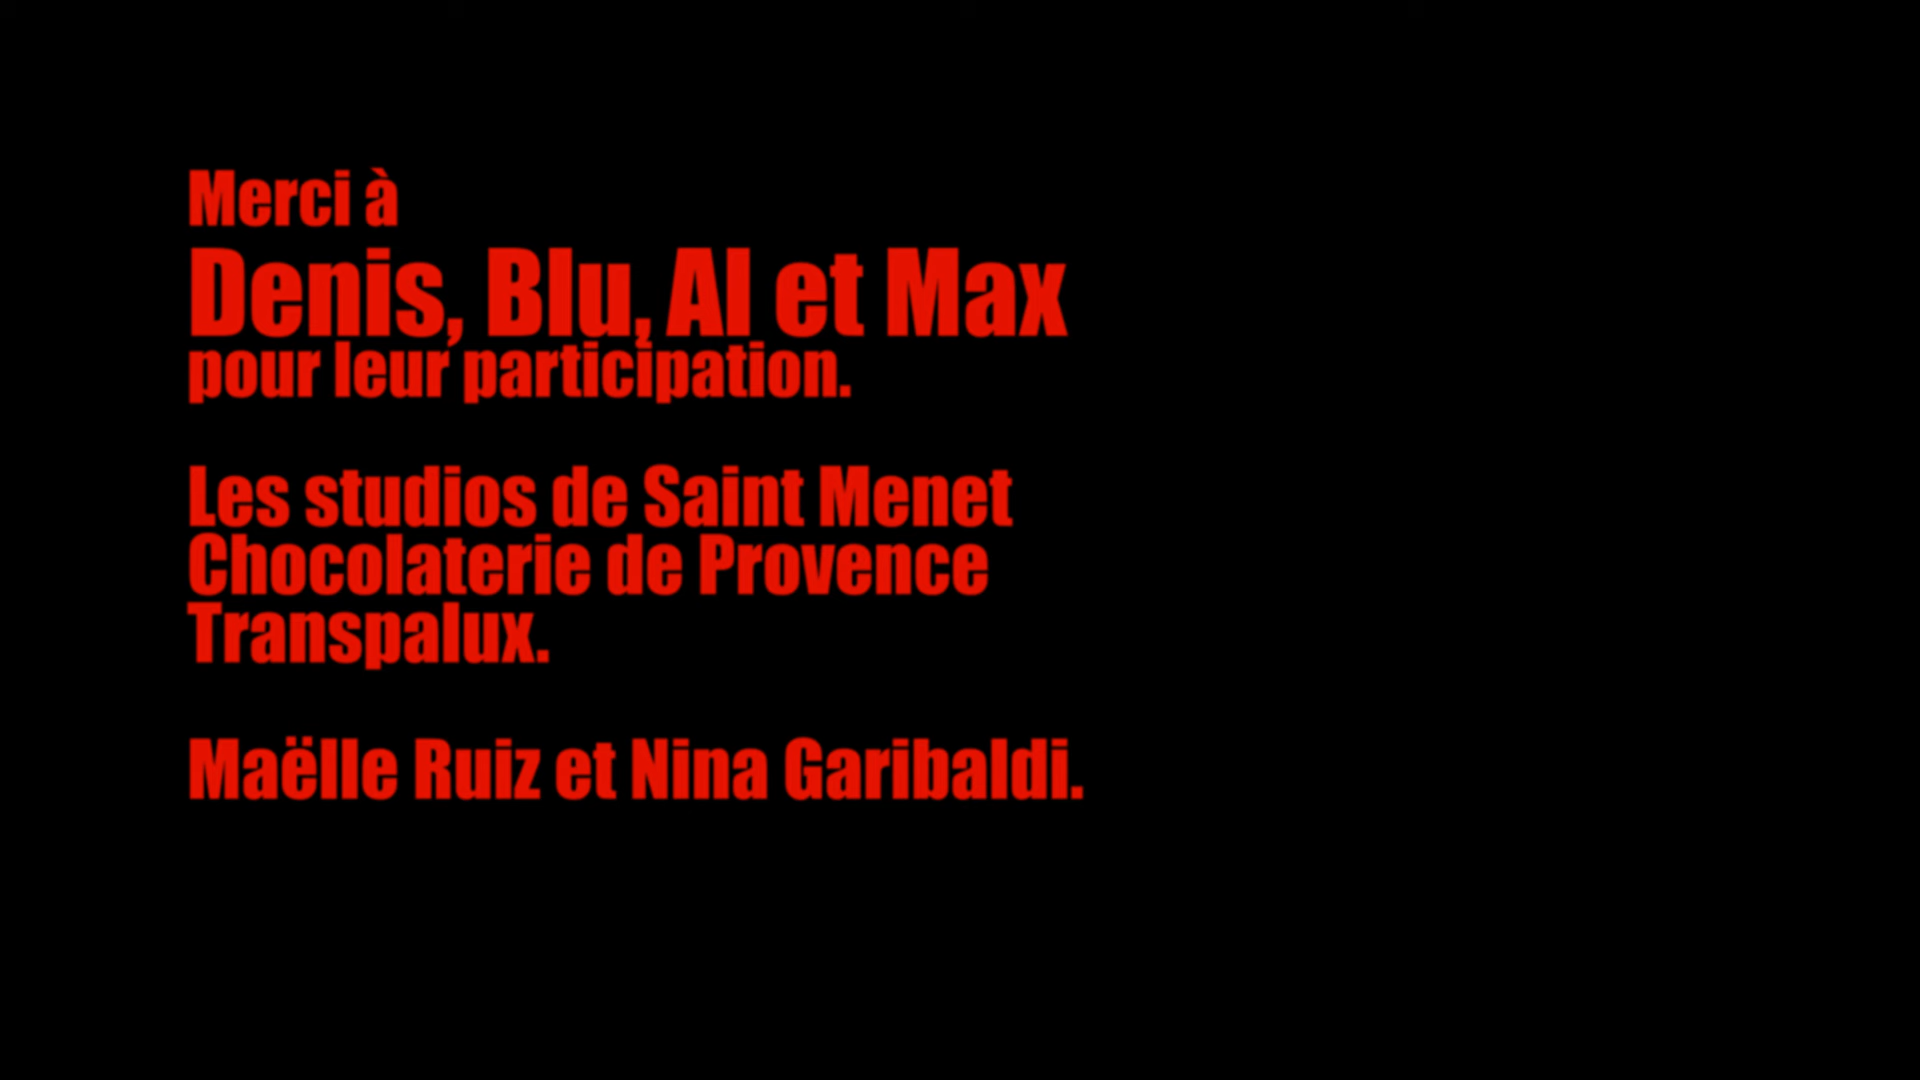 Merci à
Denis, Blu, Al et Max
pour leur participation.
Les studios de Saint Menet
Chocolaterie de Provence
Transpalux.
Maëlle Ruiz et Nina Garibaldi.